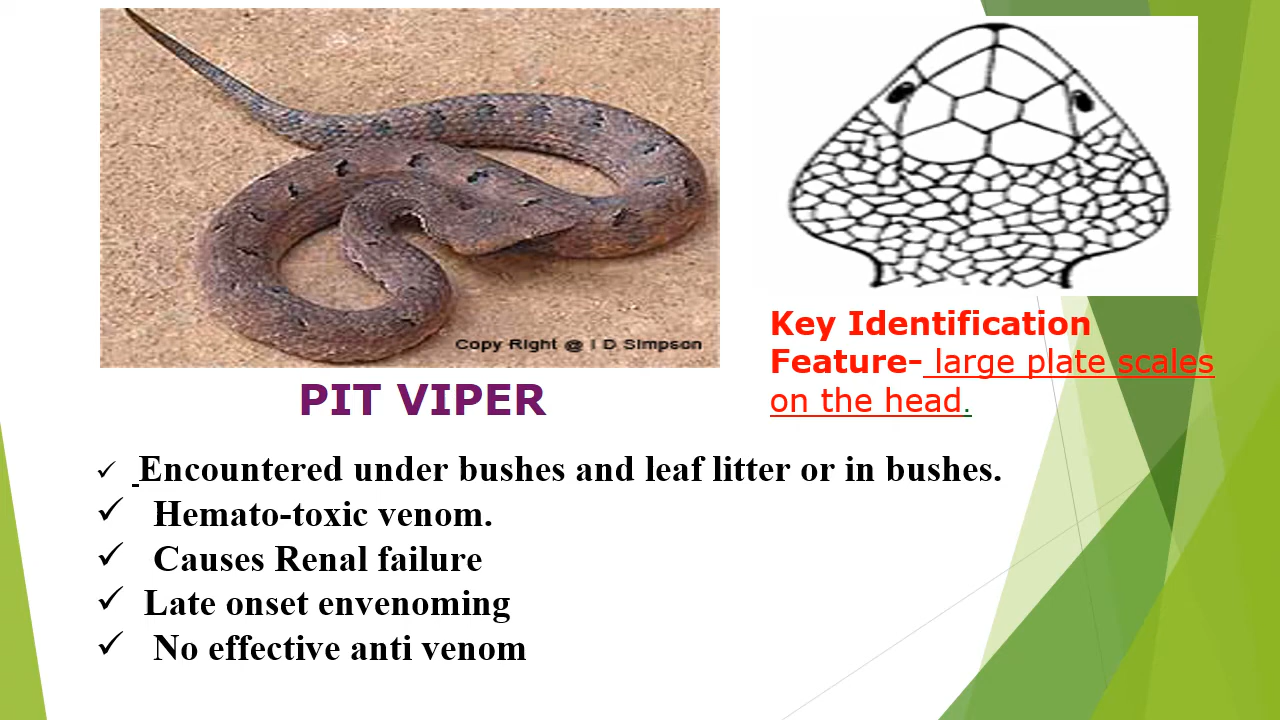 Copy Right @ I D Simpson
PIT VIPER
Key Identification
Feature- large plate scales
on the head.
✓ Encountered under bushes and leaf litter or in bushes.
✓ Hemato-toxic venom.
✓ Causes Renal failure
✓ Late onset envenoming
✓ No effective anti venom